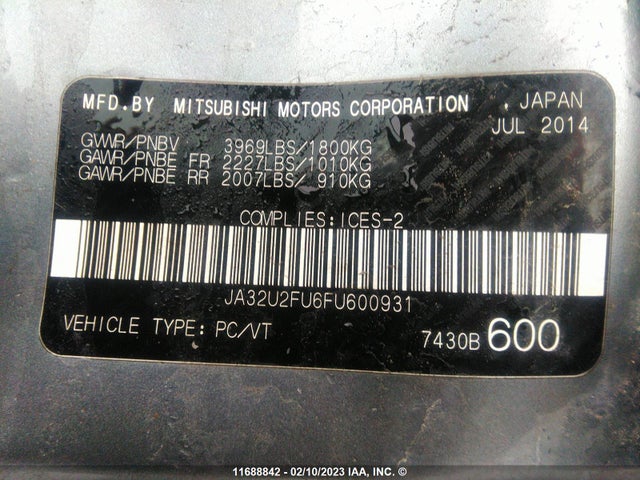 MFD.BY MITSUBISHI MOTORS CORPORATION , JAPAN
JUL 2014
GVWR/PNBV 3969LBS/1800KG
GAWR/PNBE FR 2227LBS/1010KG
GAWR/PNBE RR 2007LBS/ 910KG
COMPLIES:ICES-2
JA32U2FU6FU600931
VEHICLE TYPE:PC/VT 7430B 600
11688842 - 02/10/2023 IAA, INC. ©